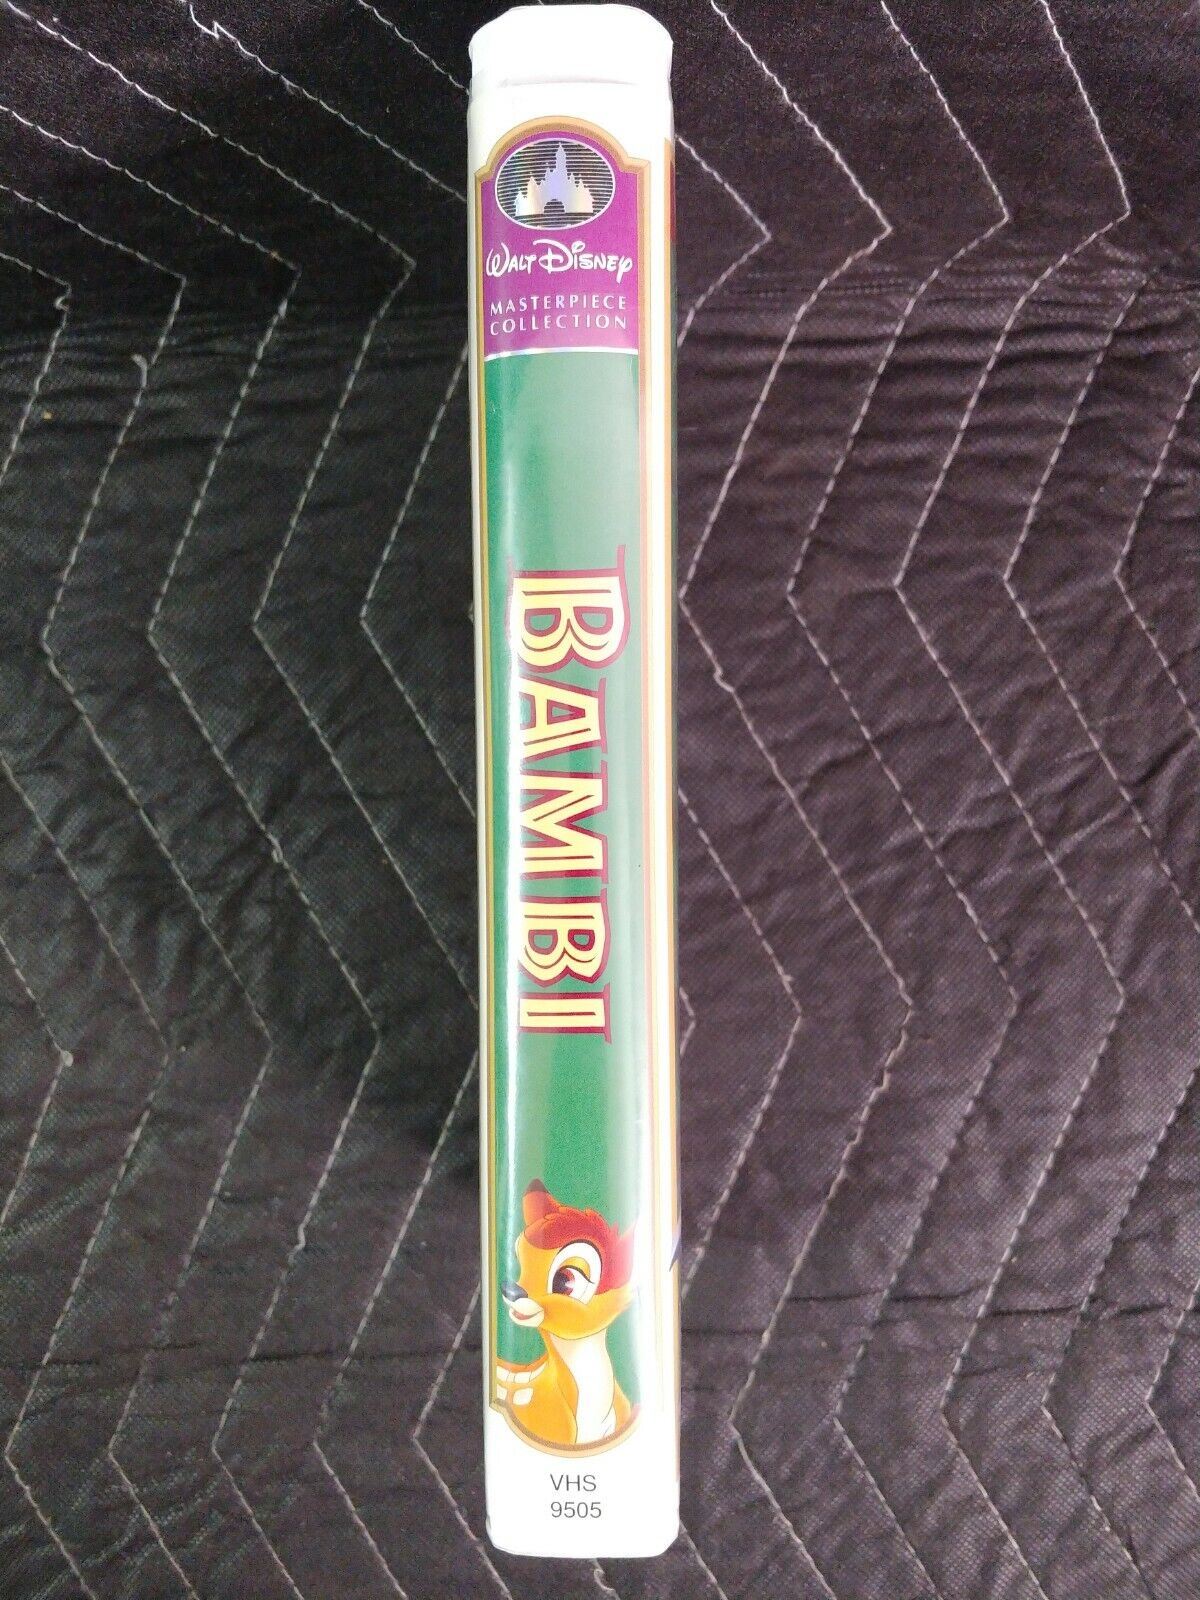 WALT DISNEY
MASTERPIECE
COLLECTION
BAMBI
VHS
9505